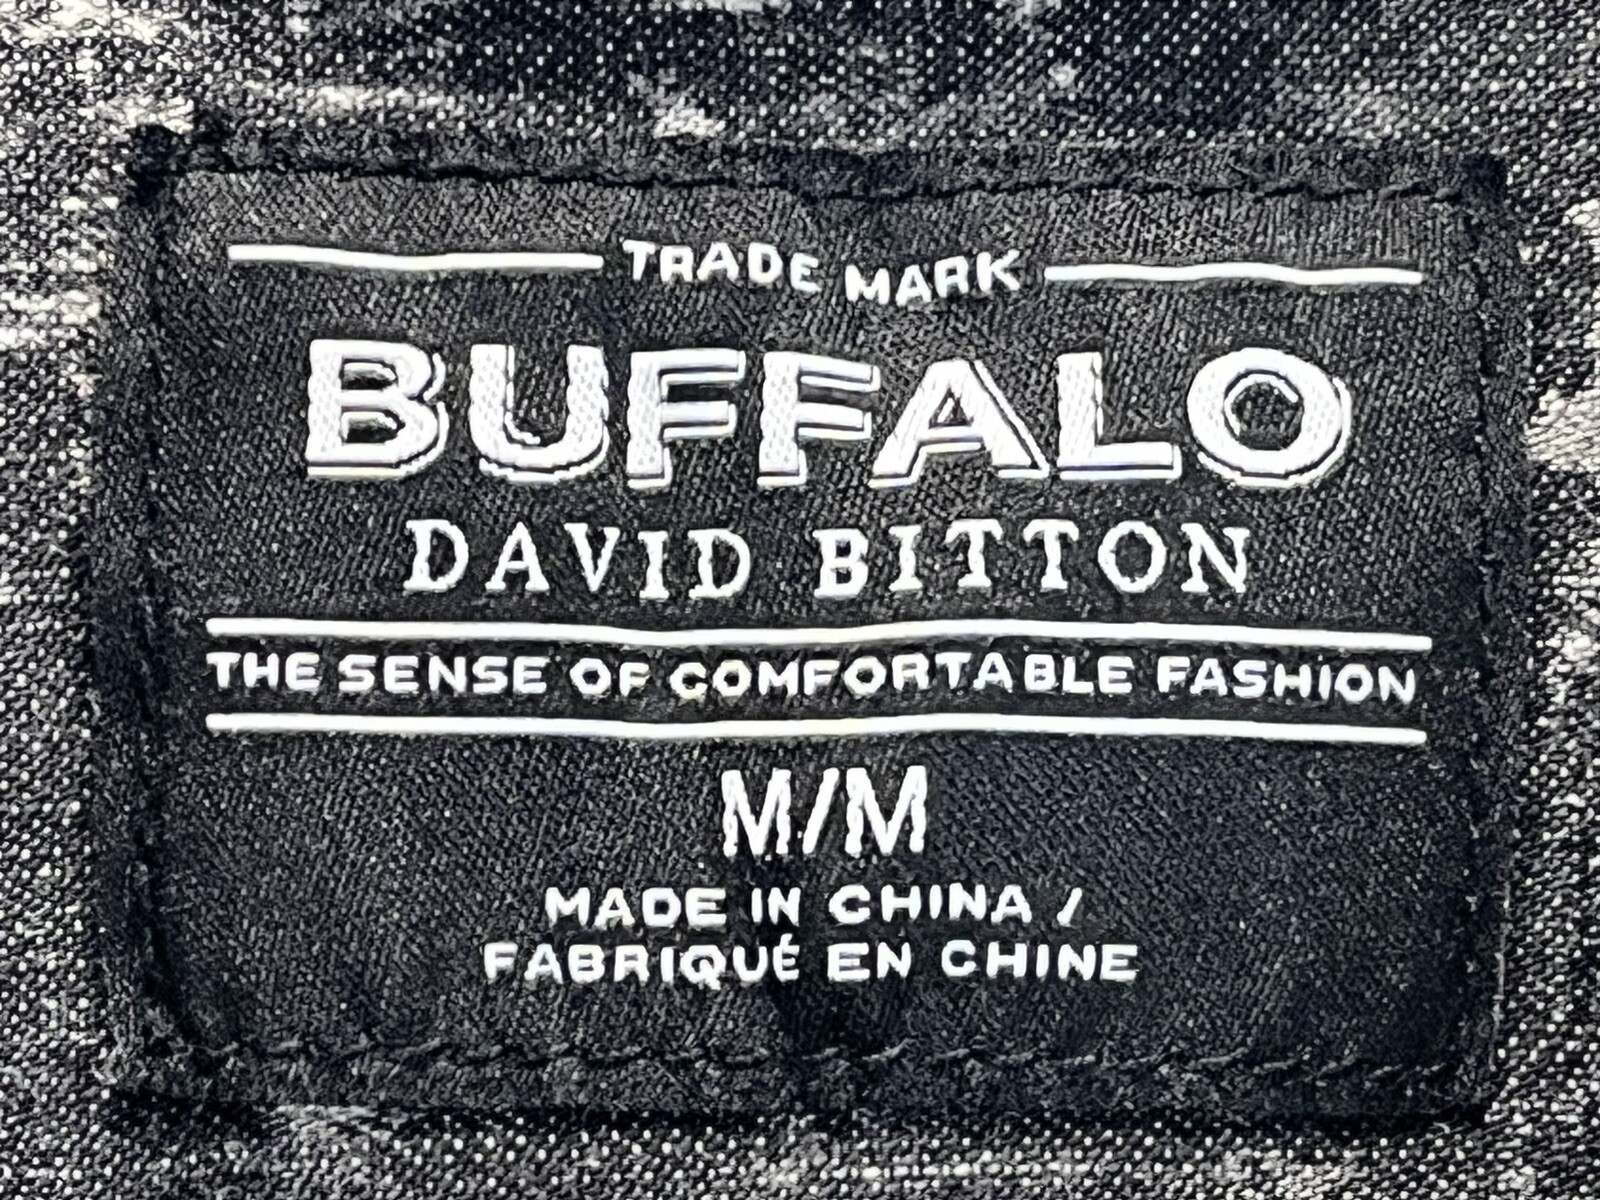 TRADE MARK
BUFFALO
DAVID BITTON
THE SENSE OF COMFORTABLE FASHION
M/M
MADE IN CHINA /
FABRIQUÉ EN CHINE